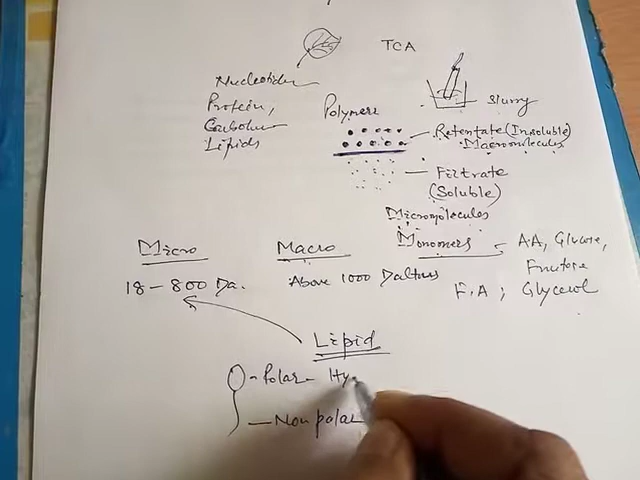 TCA
Nucleotides
Protein,
Lipids
Polymers
Slurry
Retentate (Insoluble)
Macromolecules
Filtrate
(Soluble)
Micromolecules
Monomers
AA, Glucose,
Fructose
F.A ; Glycerol
Micro
18 - 800 Da.
Macro
Above 1000 Daltons
Lipid
Polar - Hy
Non polar